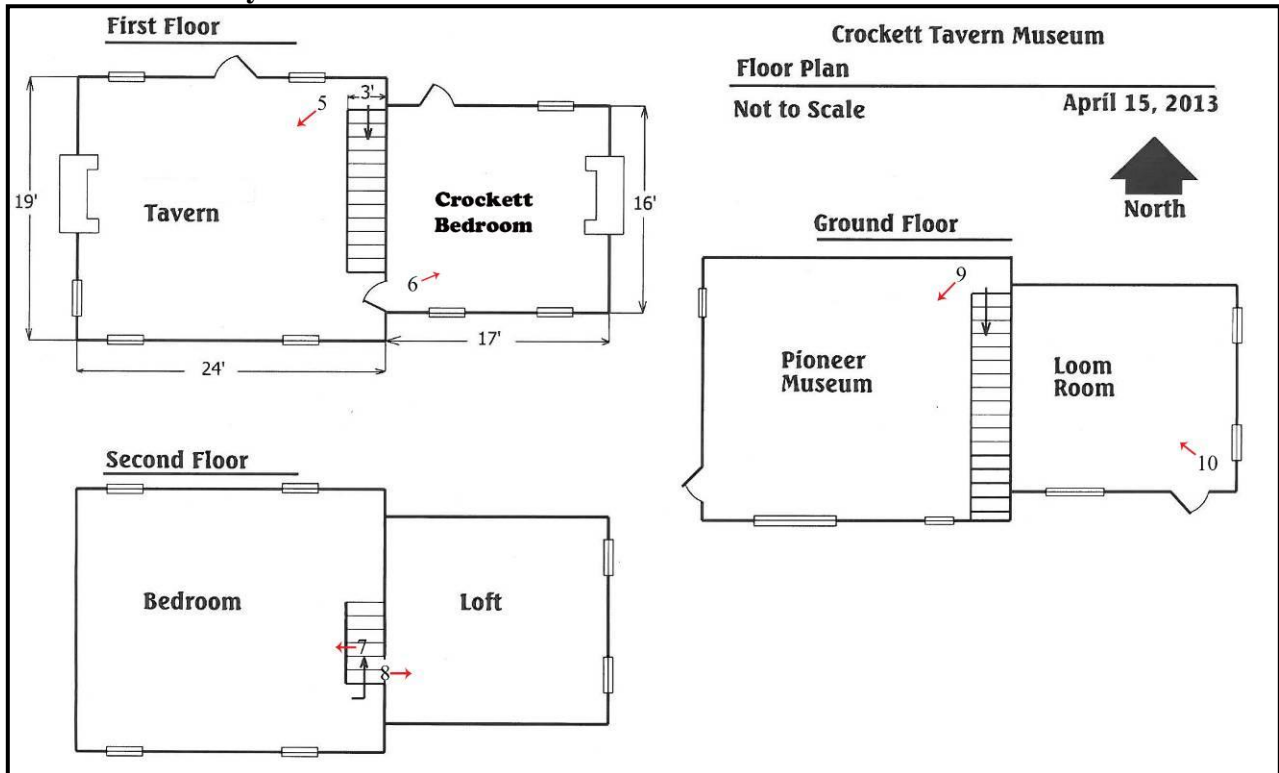 First Floor
3'
5
19'
Tavern
Crockett
Bedroom
16'
6
17'
24'
Crockett Tavern Museum
Floor Plan
Not to Scale
April 15, 2013
North
Ground Floor
9
Pioneer
Museum
Loom
Room
10
Second Floor
Bedroom
Loft
7
8